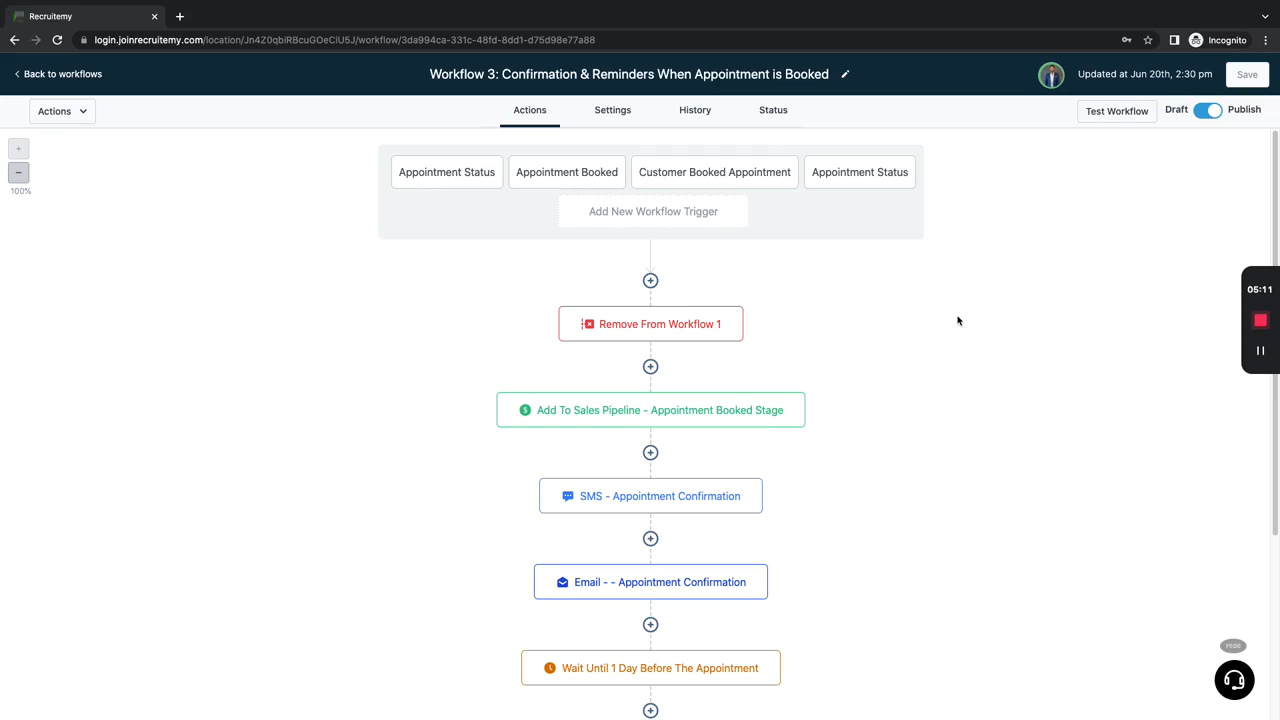 Recruitemy
login.joinrecruitemy.com/location/Jn4Z0qbiRBcuGOeCiU5J/workflow/3da994ca-331c-48fd-8dd1-d75d98e77a88
Incognito
Back to workflows
Workflow 3: Confirmation & Reminders When Appointment is Booked
Updated at Jun 20th, 2:30 pm
Save
Actions
Actions
Settings
History
Status
Test Workflow
Draft
Publish
100%
Appointment Status
Appointment Booked
Customer Booked Appointment
Appointment Status
Add New Workflow Trigger
Remove From Workflow 1
05:11
Add To Sales Pipeline - Appointment Booked Stage
SMS - Appointment Confirmation
Email - - Appointment Confirmation
Wait Until 1 Day Before The Appointment